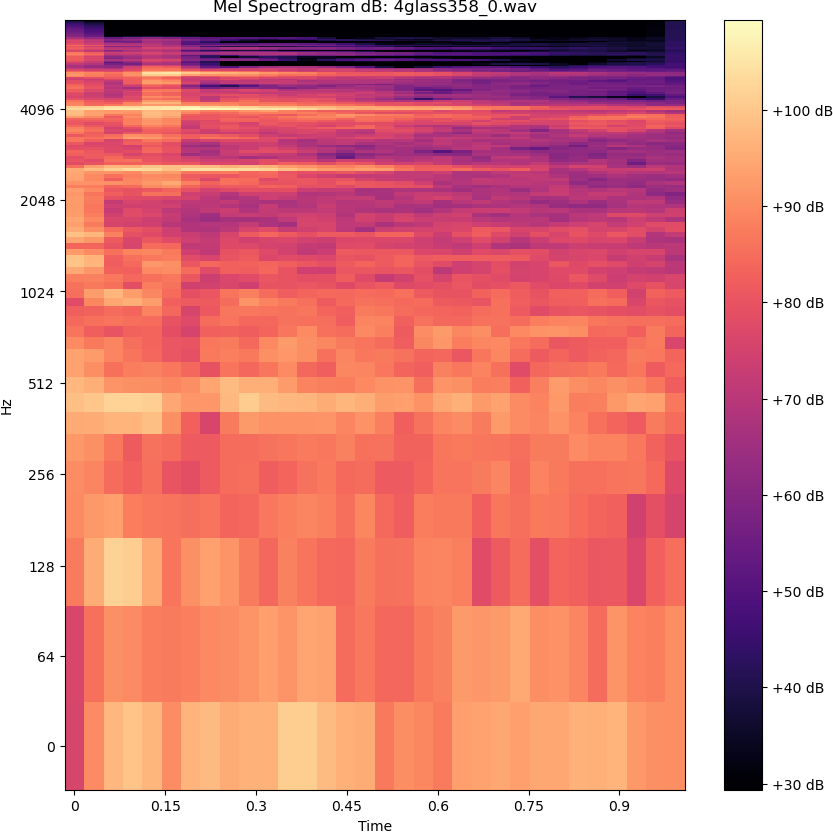 Mel Spectrogram dB: 4glass358_0.wav
4096
2048
1024
512
256
128
64
0
Hz
0
0.15
0.3
0.45
0.6
0.75
0.9
Time
+100 dB
+90 dB
+80 dB
+70 dB
+60 dB
+50 dB
+40 dB
+30 dB